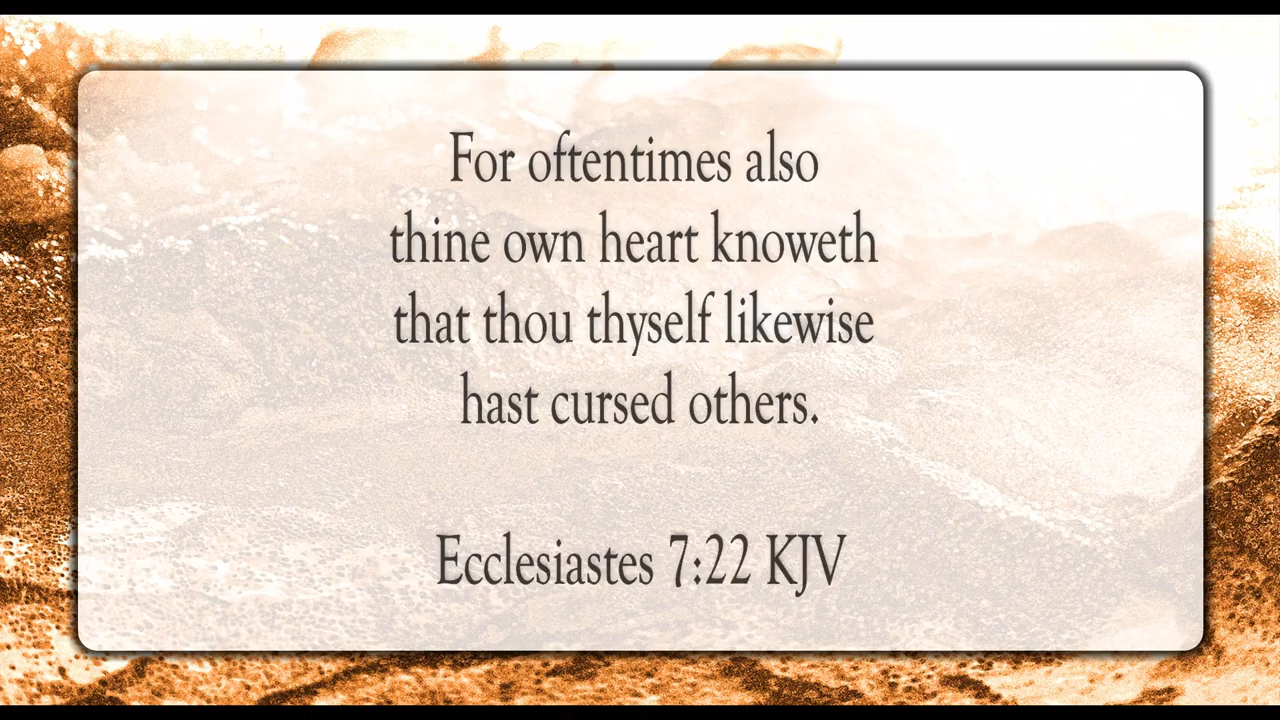 For oftentimes also
thine own heart knoweth
that thou thyself likewise
hast cursed others.
Ecclesiastes 7:22 KJV